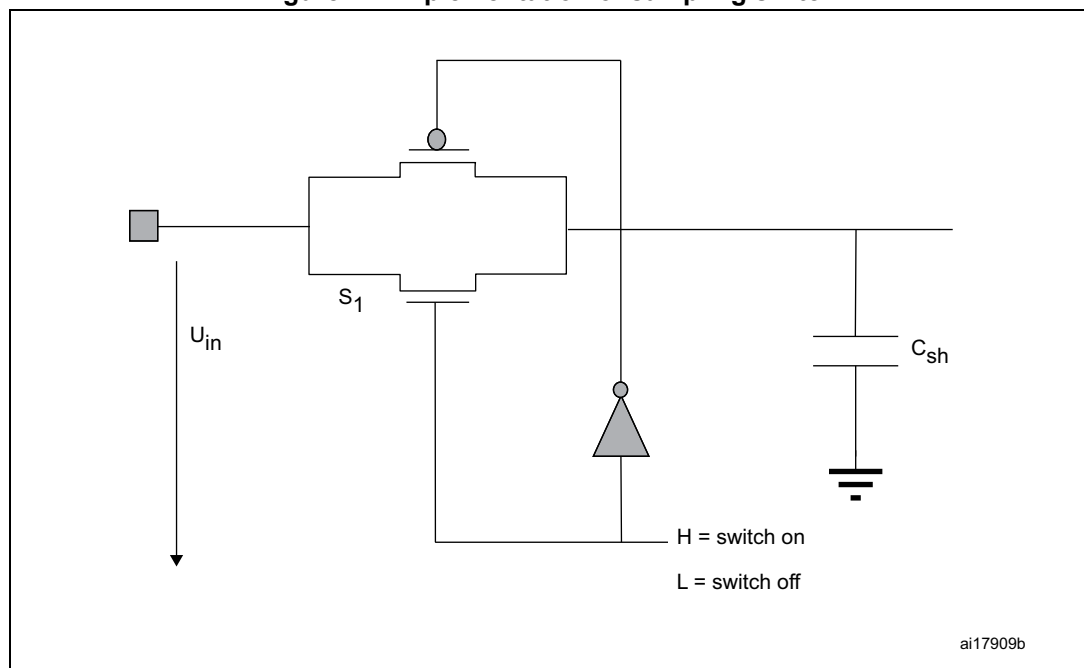 S1
Uin
Csh
H = switch on
L = switch off
ai17909b